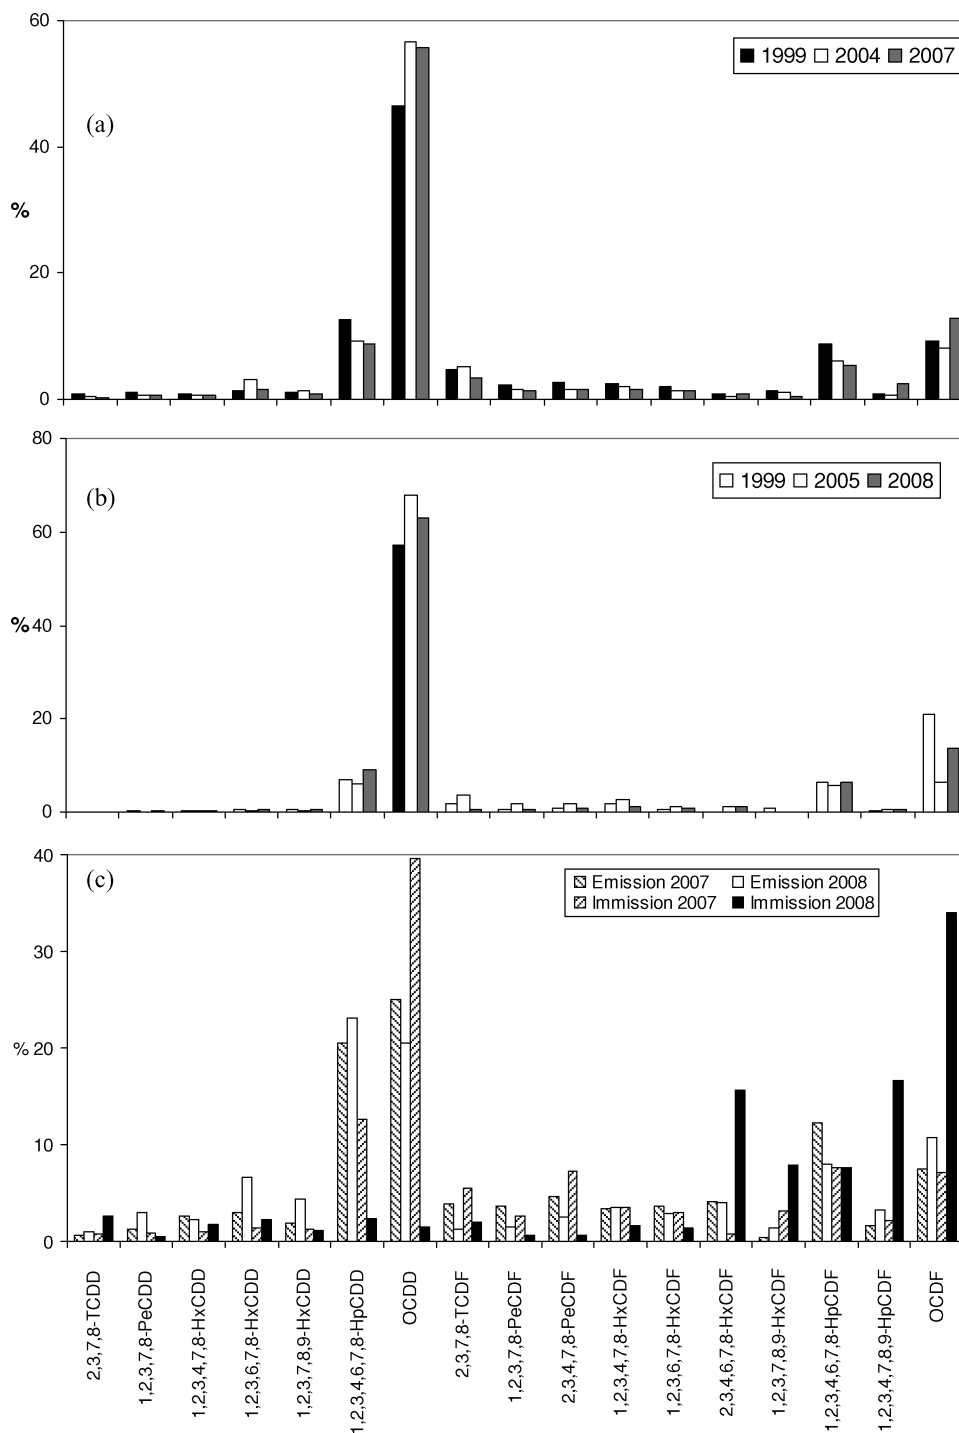 60
1999 2004 2007
(a)
40
%
20
0
80
1999 2005 2008
(b)
60
%
40
20
0
40
(c)
Emission 2007 Emission 2008
Immission 2007 Immission 2008
30
% 20
10
0
2,3,7,8-TCDD
1,2,3,7,8-PeCDD
1,2,3,4,7,8-HxCDD
1,2,3,6,7,8-HxCDD
1,2,3,7,8,9-HxCDD
1,2,3,4,6,7,8-HpCDD
OCDD
2,3,7,8-TCDF
1,2,3,7,8-PeCDF
2,3,4,7,8-PeCDF
1,2,3,4,7,8-HxCDF
1,2,3,6,7,8-HxCDF
2,3,4,6,7,8-HxCDF
1,2,3,7,8,9-HxCDF
1,2,3,4,6,7,8-HpCDF
1,2,3,4,7,8,9-HpCDF
OCDF